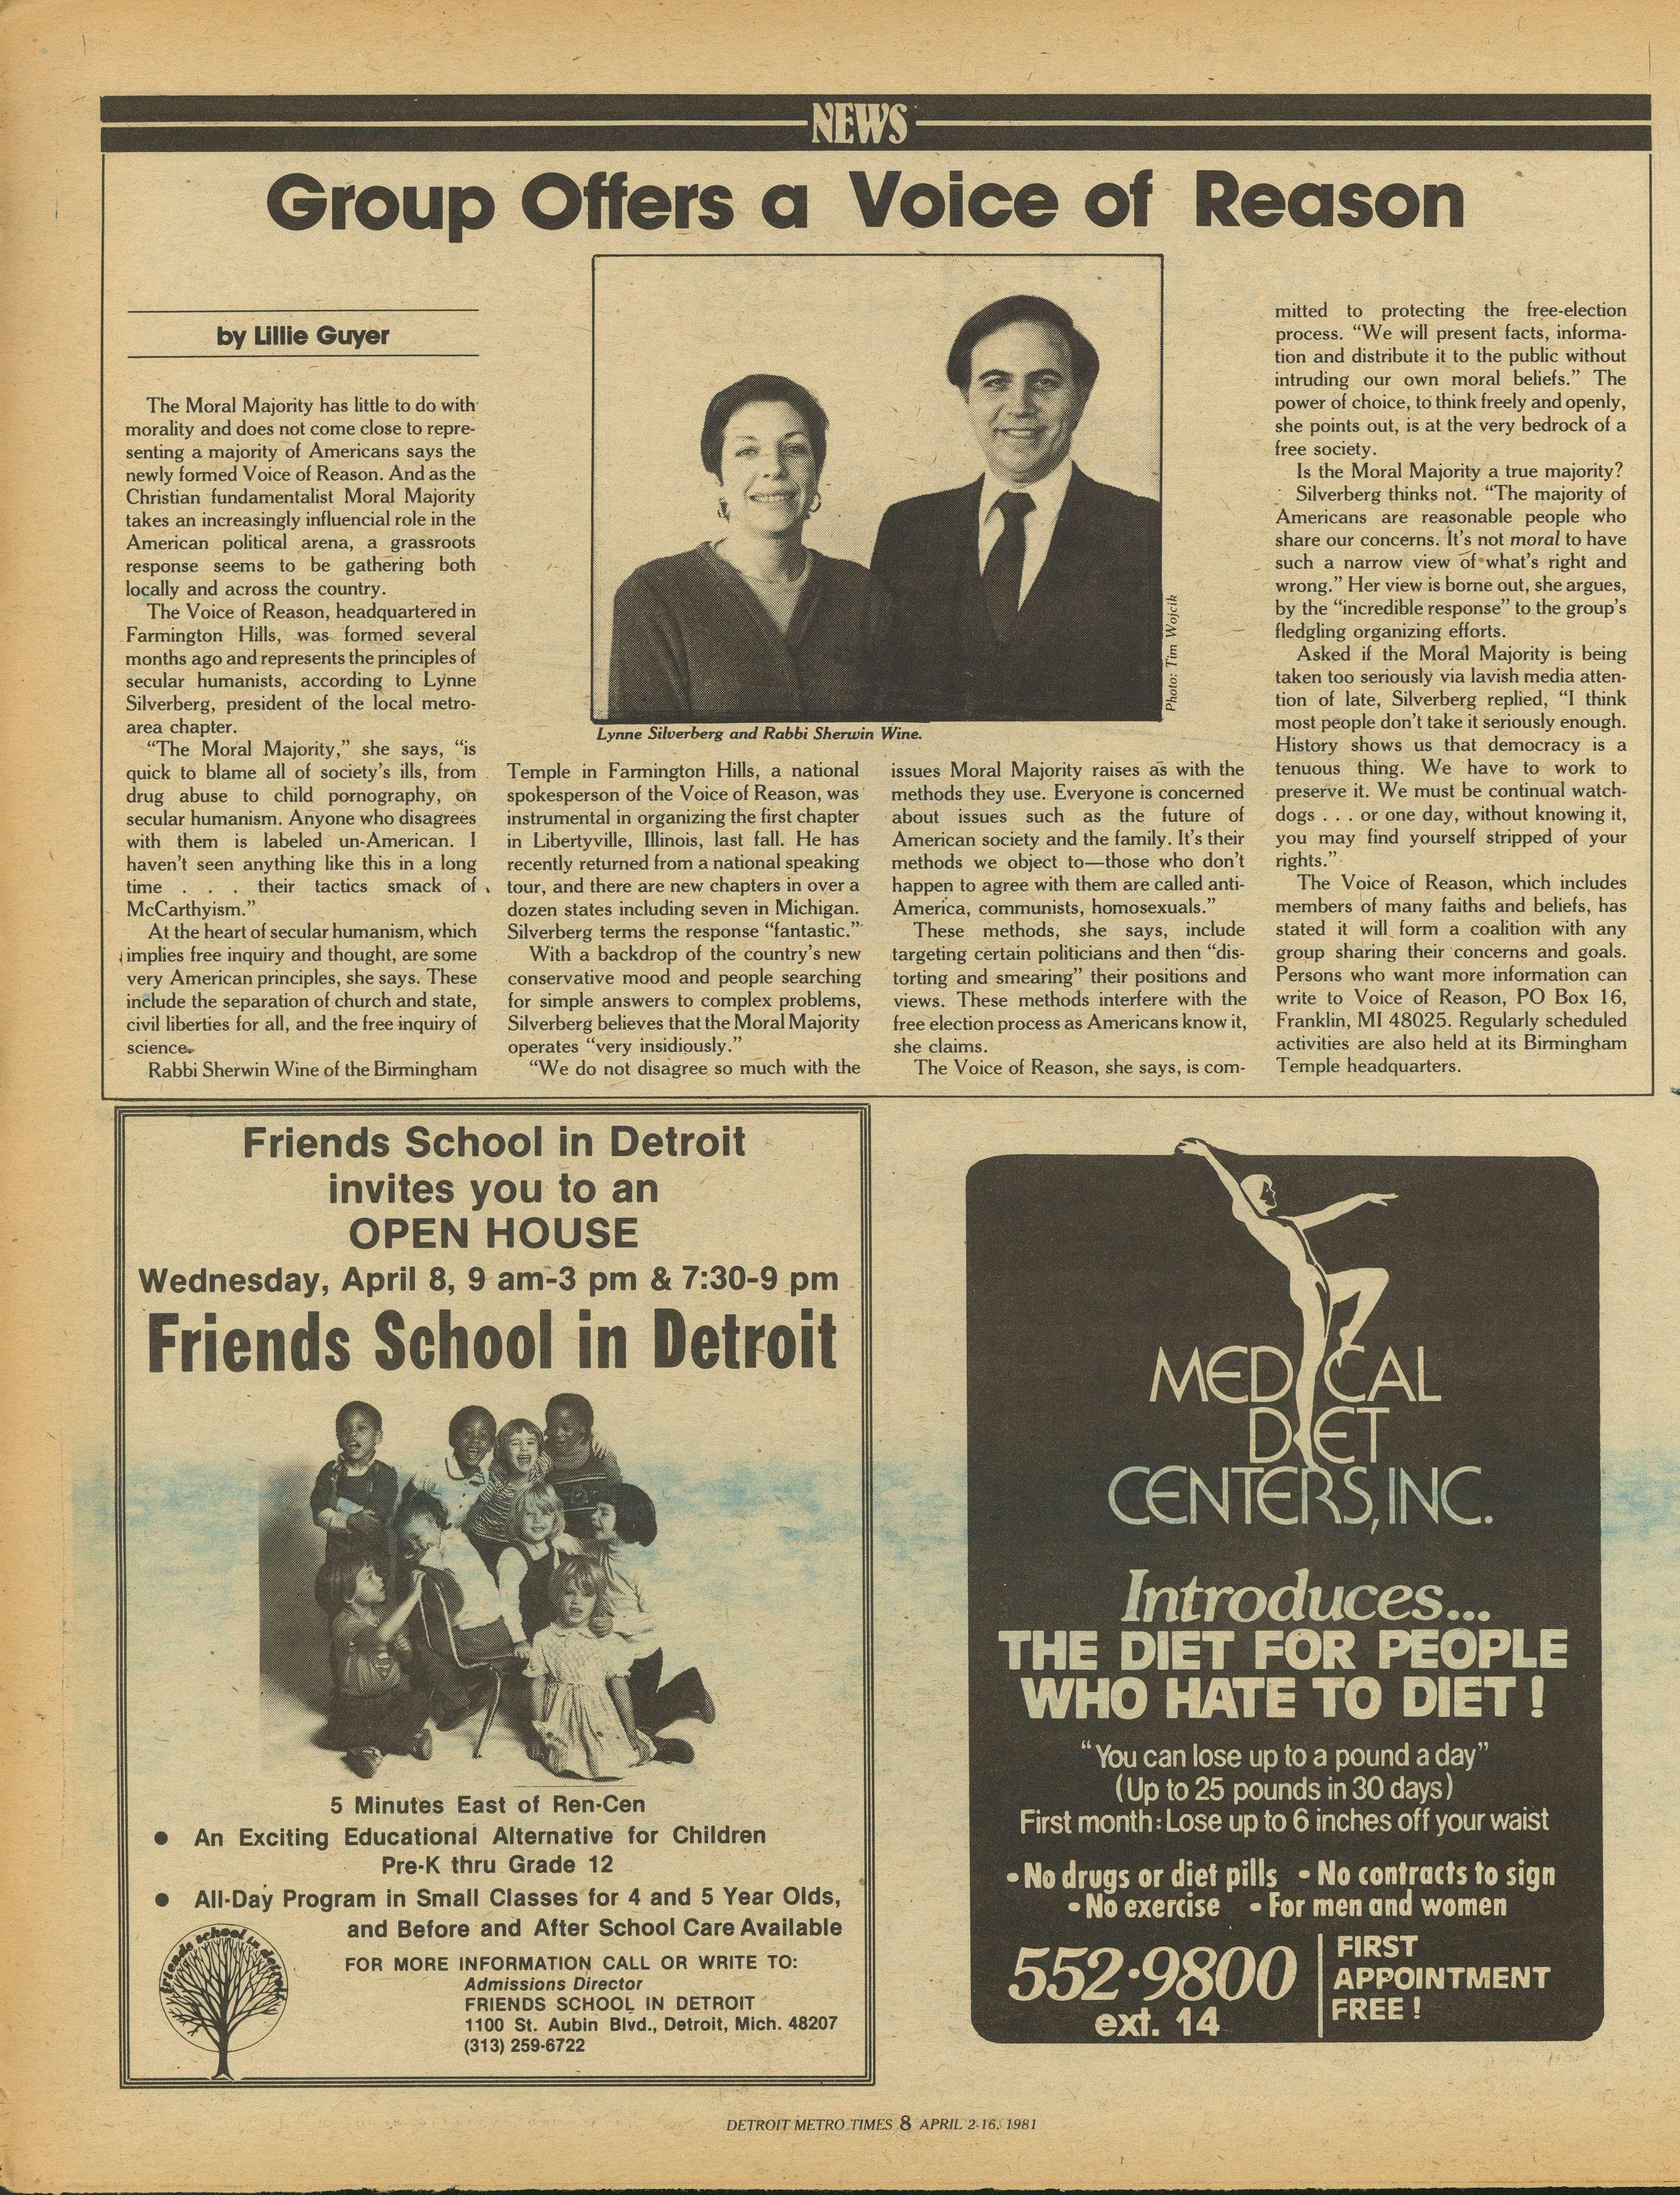 NEWS
Group Offers a Voice of Reason
by Lillie Guyer
The Moral Majority has little to do with
morality and does not come close to repre-
senting a majority of Americans says the
newly formed Voice of Reason. And as the
Christian fundamentalist Moral Majority
takes an increasingly influencial role in the
American political arena, a grassroots
response seems to be gathering both
locally and across the country.
The Voice of Reason, headquartered in
Farmington Hills, was formed several
months ago and represents the principles of
secular humanists, according to Lynne
Silverberg, president of the local metro-
area chapter.
“The Moral Majority,” she says, “is
quick to blame all of society's ills, from
drug abuse to child pornography, on
secular humanism. Anyone who disagrees
with them is labeled un-American. I
haven't seen anything like this in a long
time . . . their tactics smack of
McCarthyism.”
At the heart of secular humanism, which
implies free inquiry and thought, are some
very American principles, she says. These
include the separation of church and state,
civil liberties for all, and the free inquiry of
science.
Rabbi Sherwin Wine of the Birmingham
Photo: Tim Wojcik
Lynne Silverberg and Rabbi Sherwin Wine.
Temple in Farmington Hills, a national
spokesperson of the Voice of Reason, was
instrumental in organizing the first chapter
in Libertyville, Illinois, last fall. He has
recently returned from a national speaking
tour, and there are new chapters in over a
dozen states including seven in Michigan.
Silverberg terms the response “fantastic.”
With a backdrop of the country's new
conservative mood and people searching
for simple answers to complex problems,
Silverberg believes that the Moral Majority
operates “very insidiously.”
“We do not disagree so much with the
issues Moral Majority raises as with the
methods they use. Everyone is concerned
about issues such as the future of
American society and the family. It's their
methods we object to—those who don't
happen to agree with them are called anti-
America, communists, homosexuals.”
These methods, she says, include
targeting certain politicians and then “dis-
torting and smearing” their positions and
views. These methods interfere with the
free election process as Americans know it,
she claims.
The Voice of Reason, she says, is com-
mitted to protecting the free-election
process. “We will present facts, informa-
tion and distribute it to the public without
intruding our own moral beliefs.” The
power of choice, to think freely and openly,
she points out, is at the very bedrock of a
free society.
Is the Moral Majority a true majority?
Silverberg thinks not. “The majority of
Americans are reasonable people who
share our concerns. It's not moral to have
such a narrow view of what's right and
wrong.” Her view is borne out, she argues,
by the “incredible response” to the group's
fledgling organizing efforts.
Asked if the Moral Majority is being
taken too seriously via lavish media atten-
tion of late, Silverberg replied, “I think
most people don't take it seriously enough.
History shows us that democracy is a
tenuous thing. We have to work to
preserve it. We must be continual watch-
dogs . . . or one day, without knowing it,
you may find yourself stripped of your
rights.”
The Voice of Reason, which includes
members of many faiths and beliefs, has
stated it will form a coalition with any
group sharing their concerns and goals.
Persons who want more information can
write to Voice of Reason, PO Box 16,
Franklin, MI 48025. Regularly scheduled
activities are also held at its Birmingham
Temple headquarters.
Friends School in Detroit
invites you to an
OPEN HOUSE
Wednesday, April 8, 9 am-3 pm & 7:30-9 pm
Friends School in Detroit
5 Minutes East of Ren-Cen
● An Exciting Educational Alternative for Children
Pre-K thru Grade 12
● All-Day Program in Small Classes for 4 and 5 Year Olds,
and Before and After School Care Available
friends school in detroit
FOR MORE INFORMATION CALL OR WRITE TO:
Admissions Director
FRIENDS SCHOOL IN DETROIT
1100 St. Aubin Blvd., Detroit, Mich. 48207
(313) 259-6722
MEDICAL
DIET
CENTERS, INC.
Introduces...
THE DIET FOR PEOPLE
WHO HATE TO DIET!
“You can lose up to a pound a day”
(Up to 25 pounds in 30 days)
First month: Lose up to 6 inches off your waist
• No drugs or diet pills • No contracts to sign
• No exercise • For men and women
552·9800
ext. 14
FIRST
APPOINTMENT
FREE!
DETROIT METRO TIMES 8 APRIL 2-16, 1981